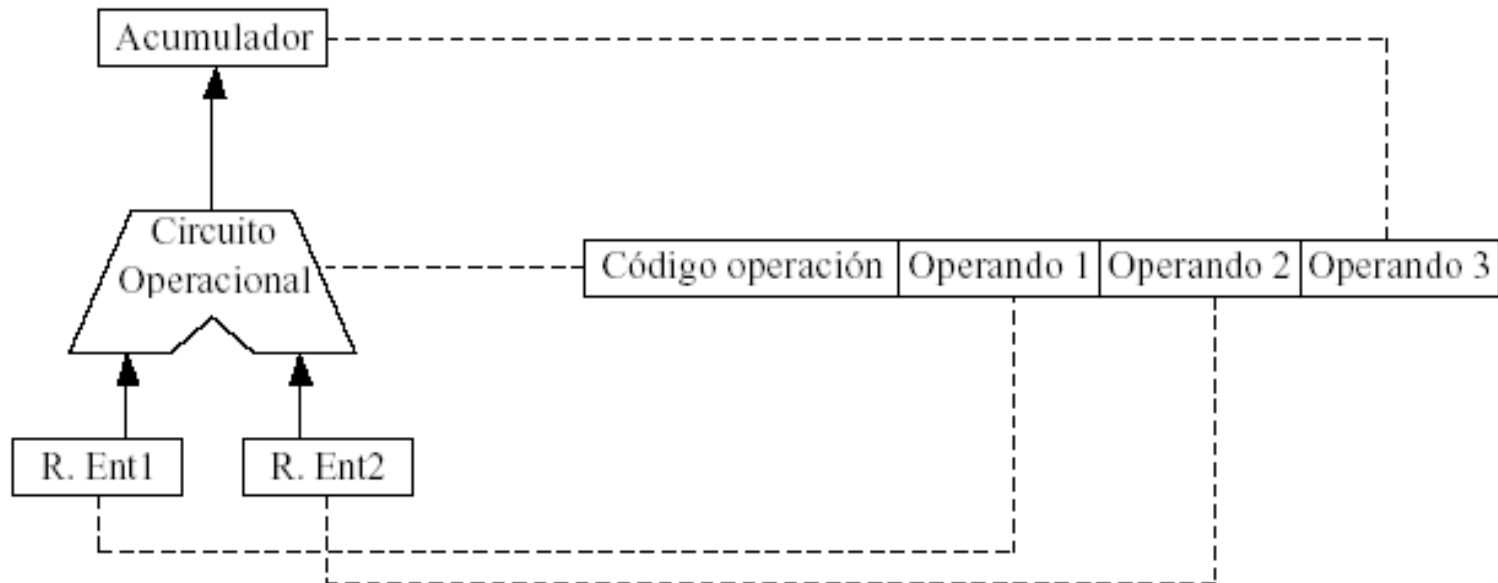 Acumulador
Circuito
Operacional
Código operación
Operando 1
Operando 2
Operando 3
R. Ent1
R. Ent2